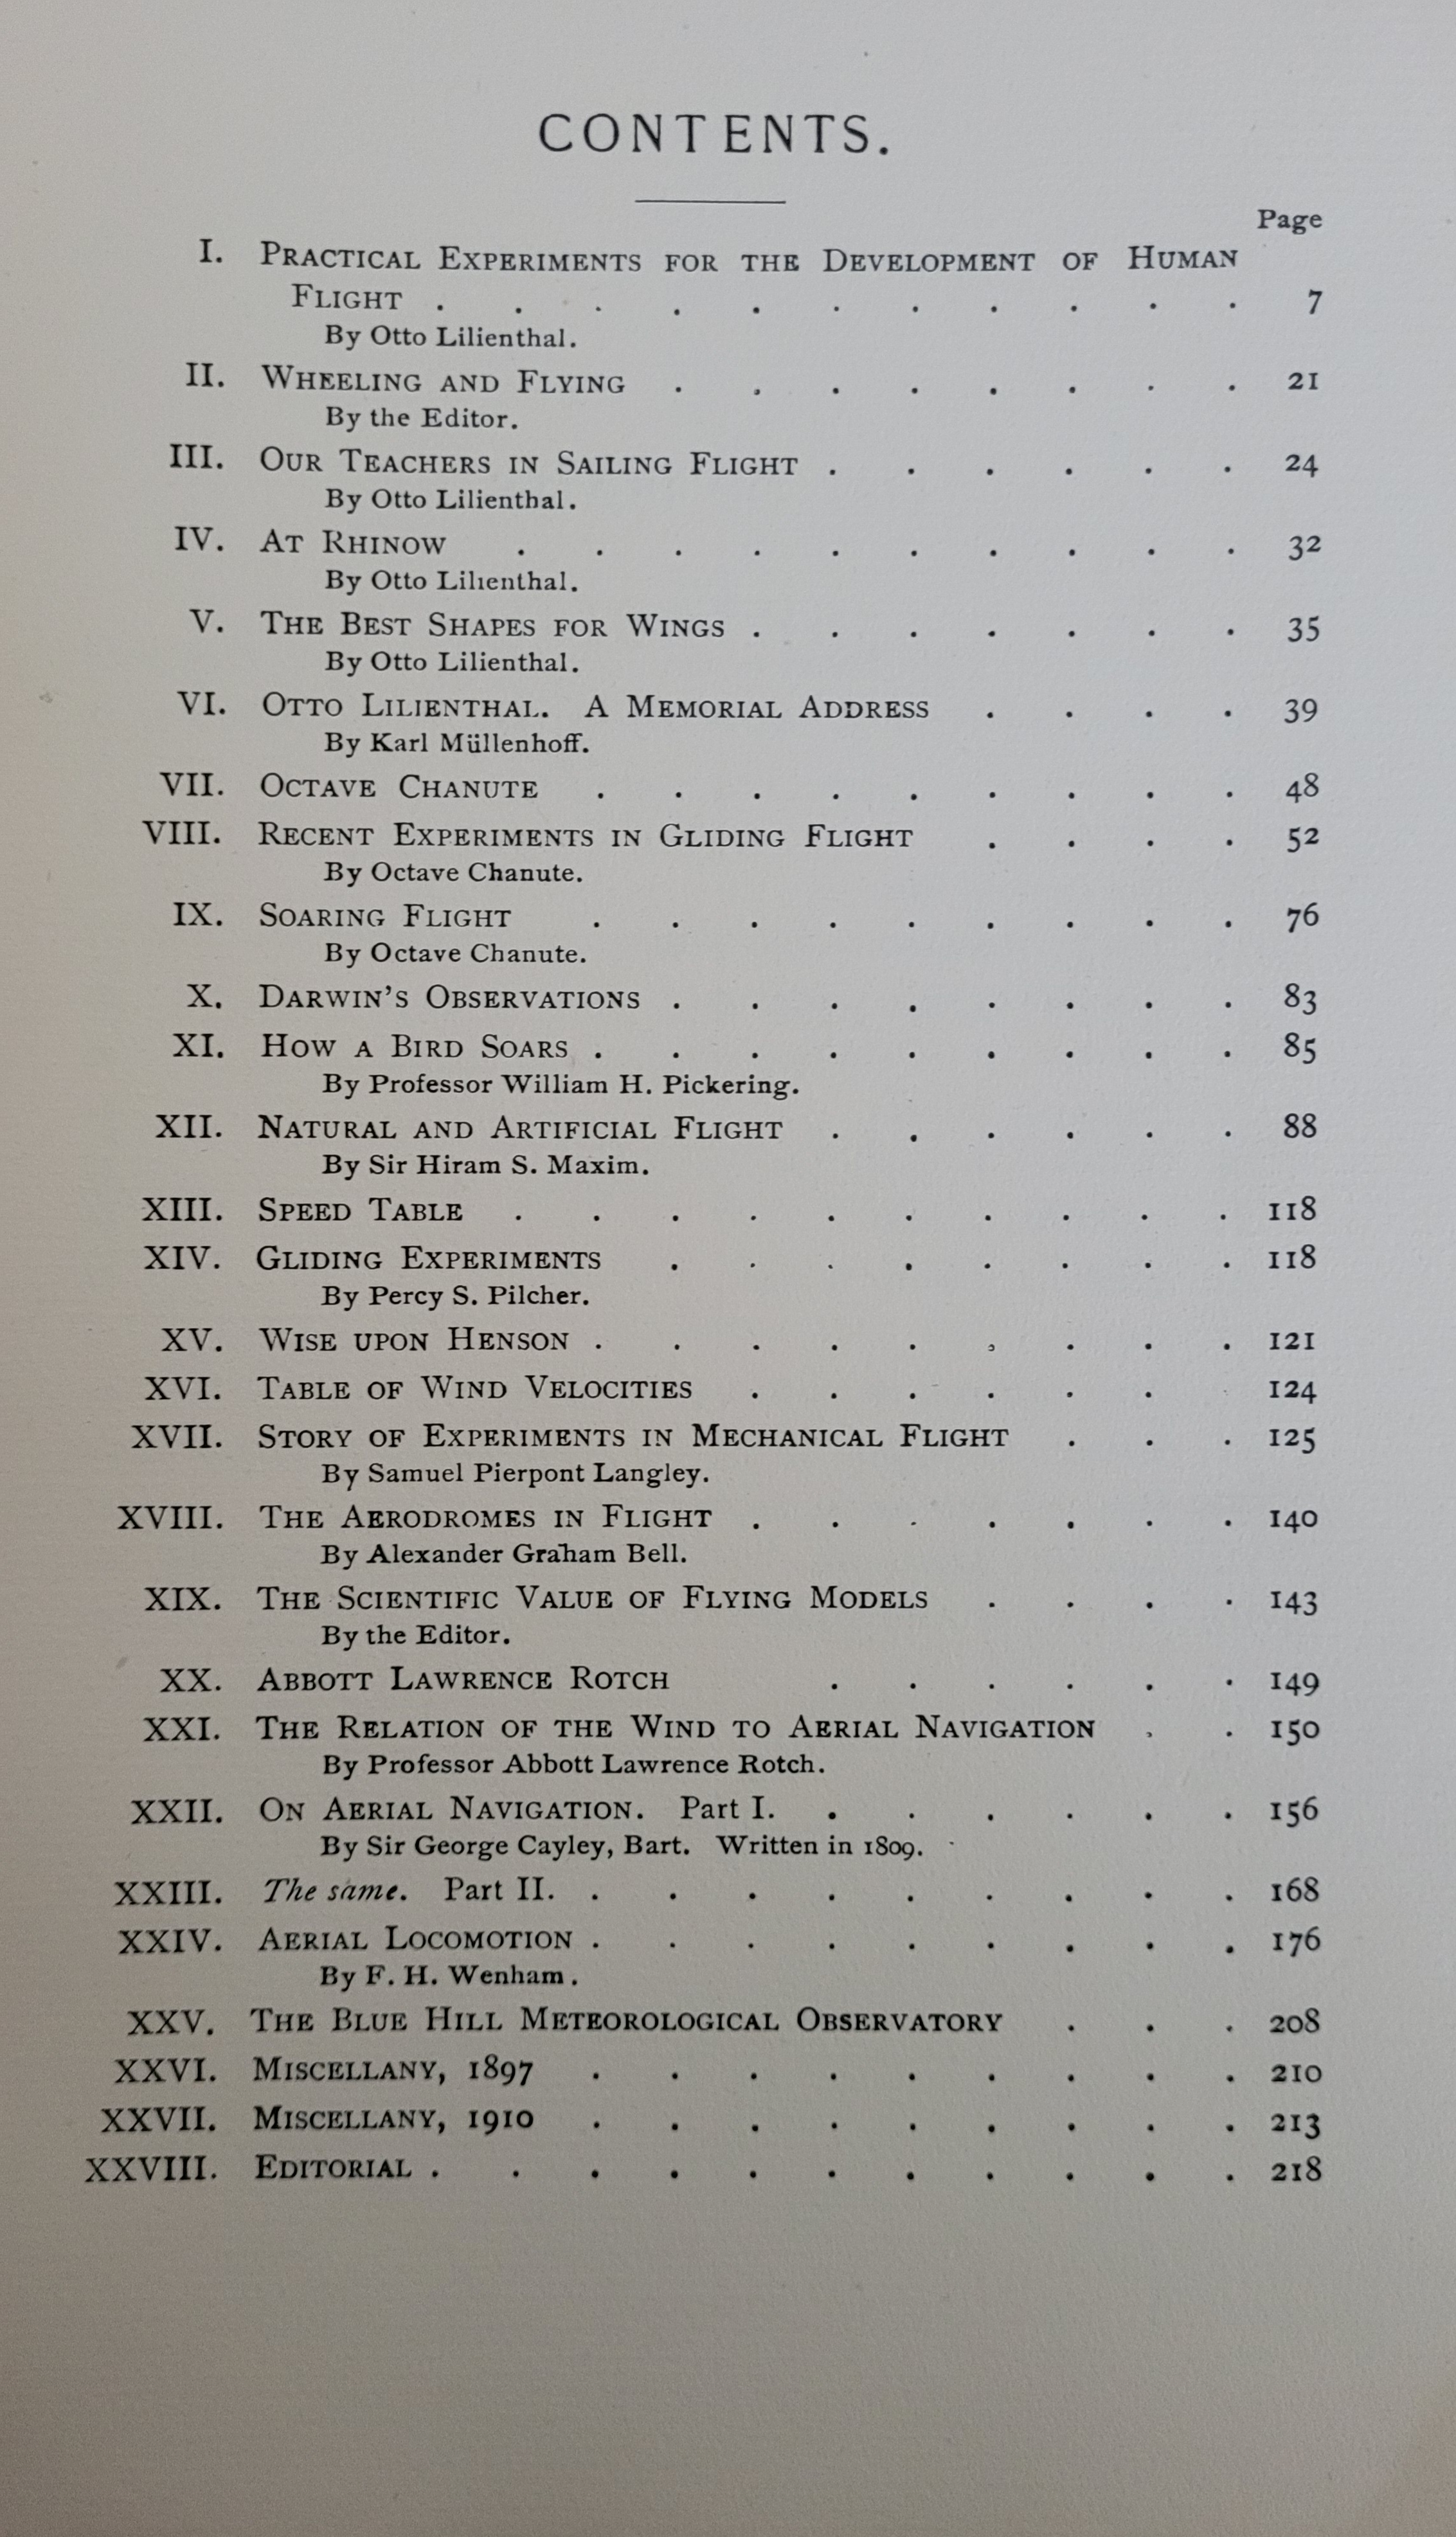 CONTENTS.
Page
I. PRACTICAL EXPERIMENTS FOR THE DEVELOPMENT OF HUMAN
FLIGHT . . . . . . . . . . . 7
By Otto Lilienthal.
II. WHEELING AND FLYING . . . . . . . . 21
By the Editor.
III. OUR TEACHERS IN SAILING FLIGHT . . . . . . 24
By Otto Lilienthal.
IV. AT RHINOW . . . . . . . . . . 32
By Otto Lilienthal.
V. THE BEST SHAPES FOR WINGS . . . . . . . 35
By Otto Lilienthal.
VI. OTTO LILIENTHAL. A MEMORIAL ADDRESS . . . . 39
By Karl Müllenhoff.
VII. OCTAVE CHANUTE . . . . . . . . . 48
VIII. RECENT EXPERIMENTS IN GLIDING FLIGHT . . . . 52
By Octave Chanute.
IX. SOARING FLIGHT . . . . . . . . . 76
By Octave Chanute.
X. DARWIN'S OBSERVATIONS . . . . . . . . 83
XI. HOW A BIRD SOARS . . . . . . . . . 85
By Professor William H. Pickering.
XII. NATURAL AND ARTIFICIAL FLIGHT . . . . . . 88
By Sir Hiram S. Maxim.
XIII. SPEED TABLE . . . . . . . . . . 118
XIV. GLIDING EXPERIMENTS . . . . . . . . 118
By Percy S. Pilcher.
XV. WISE UPON HENSON . . . . . . . . . 121
XVI. TABLE OF WIND VELOCITIES . . . . . . 124
XVII. STORY OF EXPERIMENTS IN MECHANICAL FLIGHT . . . 125
By Samuel Pierpont Langley.
XVIII. THE AERODROMES IN FLIGHT . . . . . . . 140
By Alexander Graham Bell.
XIX. THE SCIENTIFIC VALUE OF FLYING MODELS . . . . 143
By the Editor.
XX. ABBOTT LAWRENCE ROTCH . . . . . . 149
XXI. THE RELATION OF THE WIND TO AERIAL NAVIGATION . . 150
By Professor Abbott Lawrence Rotch.
XXII. ON AERIAL NAVIGATION. Part I. . . . . . . 156
By Sir George Cayley, Bart. Written in 1809.
XXIII. The same. Part II. . . . . . . . . . 168
XXIV. AERIAL LOCOMOTION . . . . . . . . . 176
By F. H. Wenham.
XXV. THE BLUE HILL METEOROLOGICAL OBSERVATORY . . . 208
XXVI. MISCELLANY, 1897 . . . . . . . . . 210
XXVII. MISCELLANY, 1910 . . . . . . . . . 213
XXVIII. EDITORIAL . . . . . . . . . . . 218